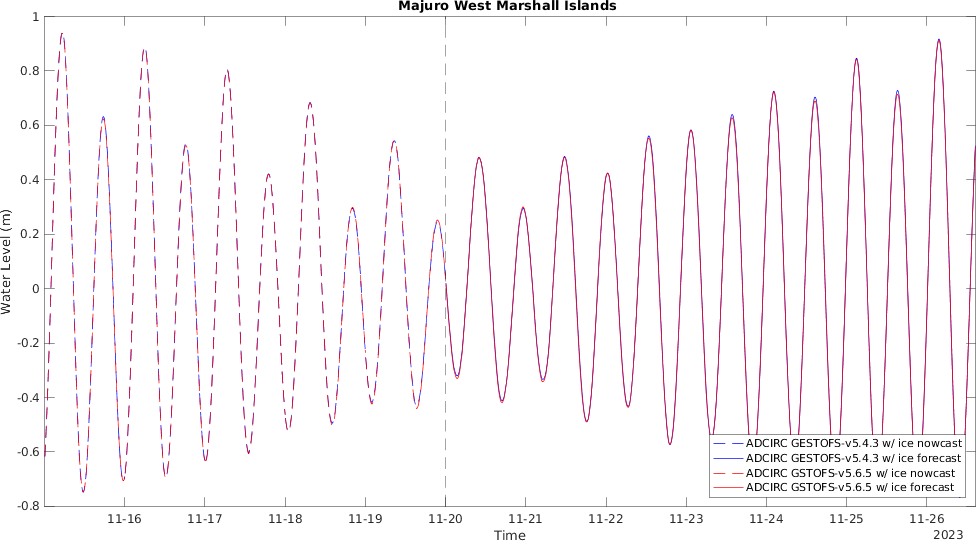 Majuro West Marshall Islands
1
0.8
0.6
0.4
0.2
0
-0.2
-0.4
-0.6
-0.8
Water Level (m)
ADCIRC GESTOFS-v5.4.3 w/ ice nowcast
ADCIRC GESTOFS-v5.4.3 w/ ice forecast
ADCIRC GSTOFS-v5.6.5 w/ ice nowcast
ADCIRC GSTOFS-v5.6.5 w/ ice forecast
11-16 11-17 11-18 11-19 11-20 11-21 11-22 11-23 11-24 11-25 11-26
Time
2023